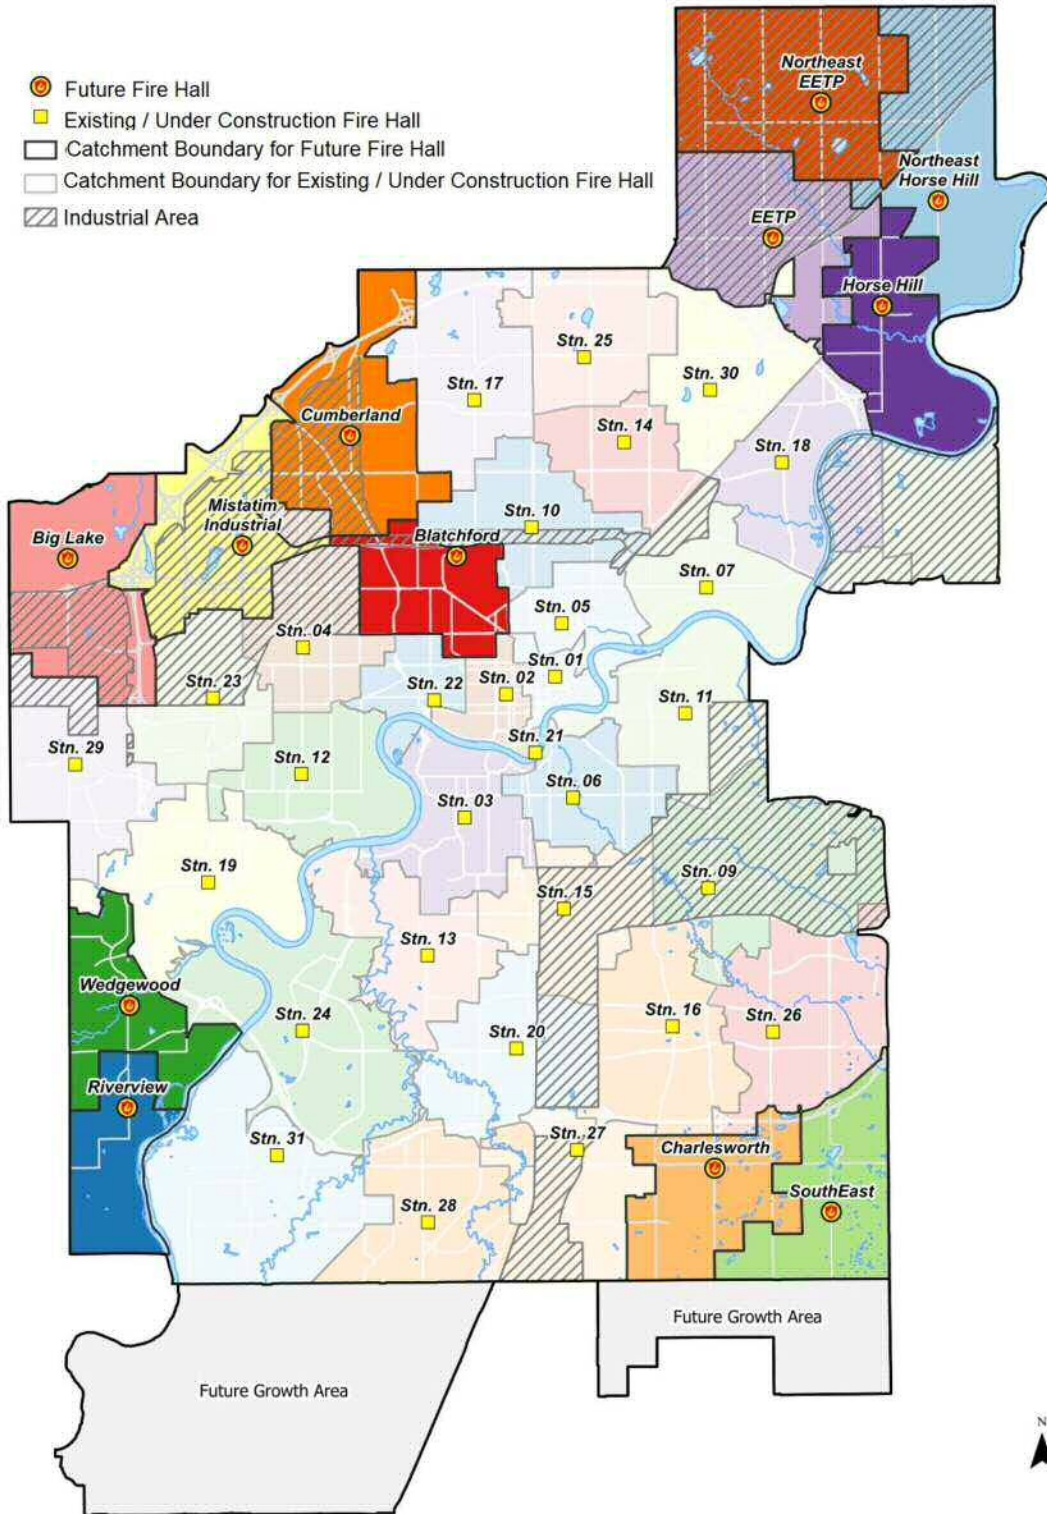 Future Fire Hall
Existing / Under Construction Fire Hall
Catchment Boundary for Future Fire Hall
Catchment Boundary for Existing / Under Construction Fire Hall
Industrial Area
Northeast
EETP
Northeast
Horse Hill
EETP
Horse Hill
Stn. 25
Stn. 17
Stn. 30
Cumberland
Stn. 14
Stn. 18
Mistatim
Industrial
Stn. 10
Big Lake
Blatchford
Stn. 07
Stn. 05
Stn. 04
Stn. 01
Stn. 02
Stn. 23
Stn. 22
Stn. 11
Stn. 29
Stn. 21
Stn. 12
Stn. 06
Stn. 03
Stn. 19
Stn. 09
Stn. 15
Stn. 13
Wedgewood
Stn. 24
Stn. 16
Stn. 26
Stn. 20
Riverview
Stn. 31
Stn. 27
Charlesworth
Stn. 28
SouthEast
Future Growth Area
Future Growth Area
N